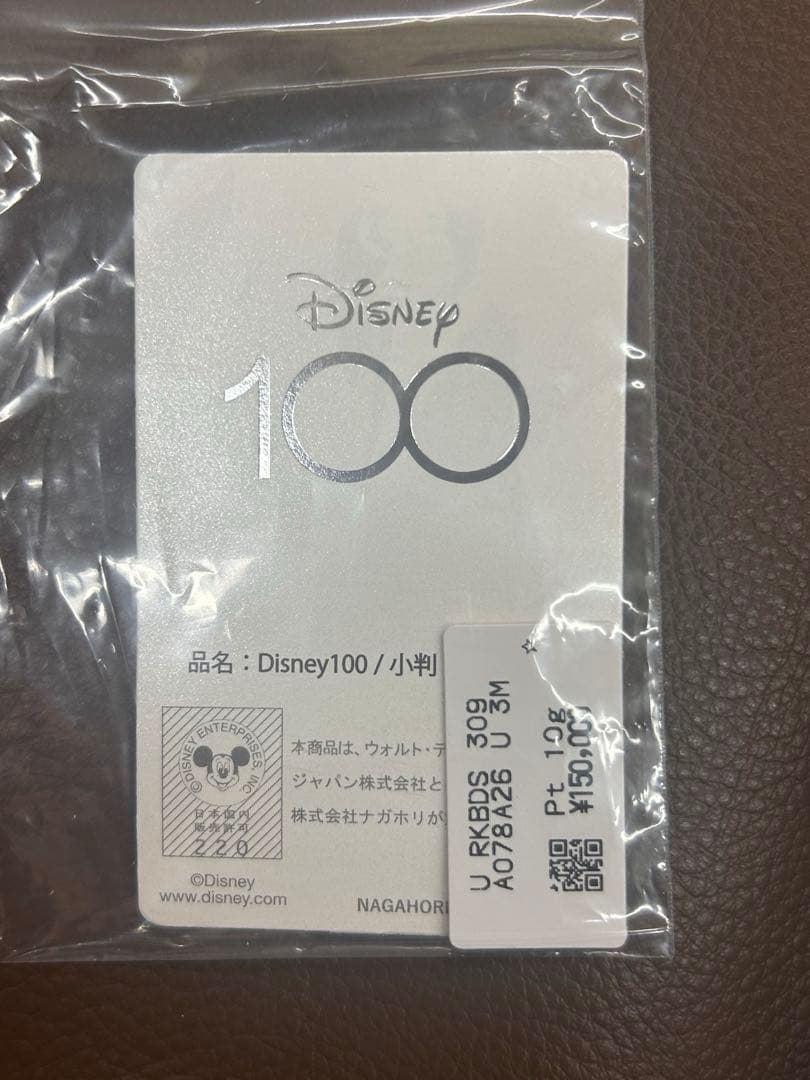 Disney
100
品名：Disney100 / 小判
©DISNEY ENTERPRISES, INC.
日本国内
販売許可
220
本商品は、ウォルト・デ
ジャパン株式会社と
株式会社ナガホリが
©Disney
www.disney.com
NAGAHORI
U RKBDS 309
A078A26 U 3M
Pt 10g
¥150,000